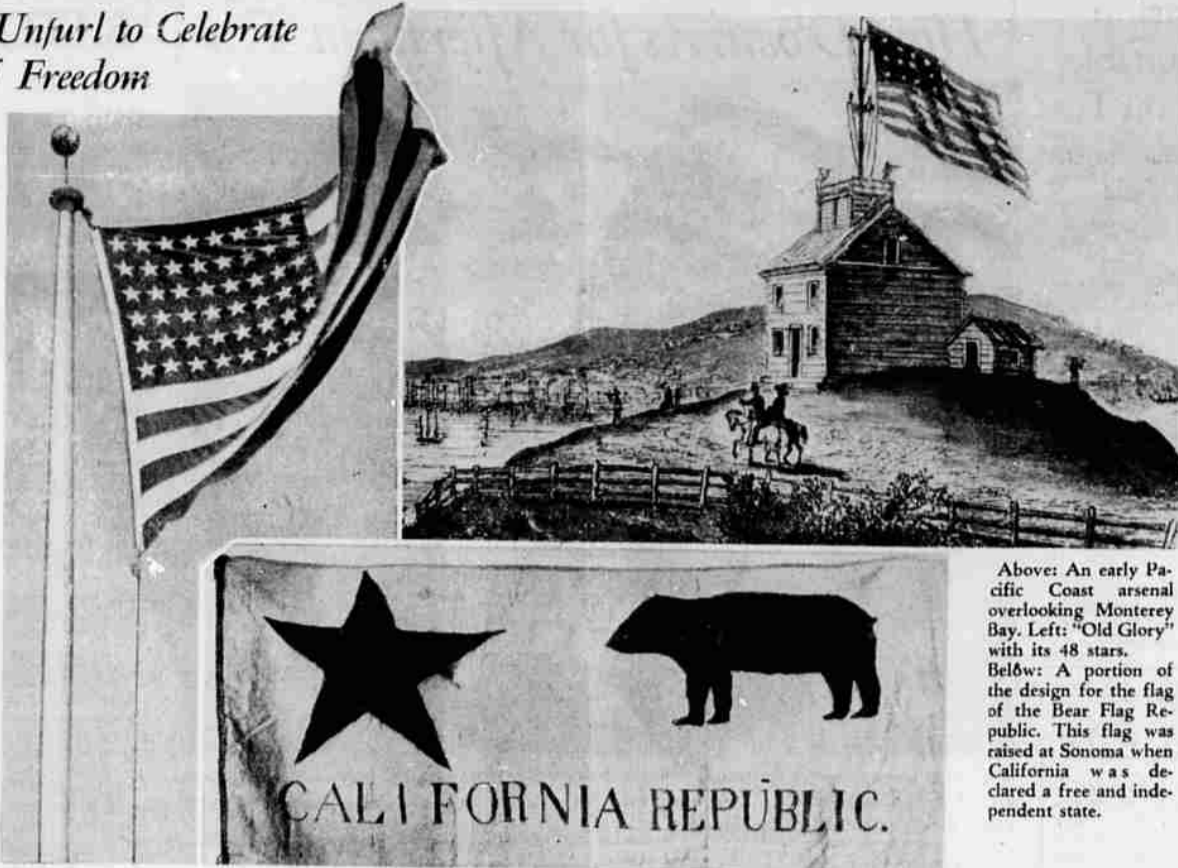 Unfurl to Celebrate
Freedom
CALIFORNIA REPUBLIC.
Above: An early Pa-
cific Coast arsenal
overlooking Monterey
Bay. Left: "Old Glory"
with its 48 stars.
Below: A portion of
the design for the flag
of the Bear Flag Re-
public. This flag was
raised at Sonoma when
California was de-
clared a free and inde-
pendent state.